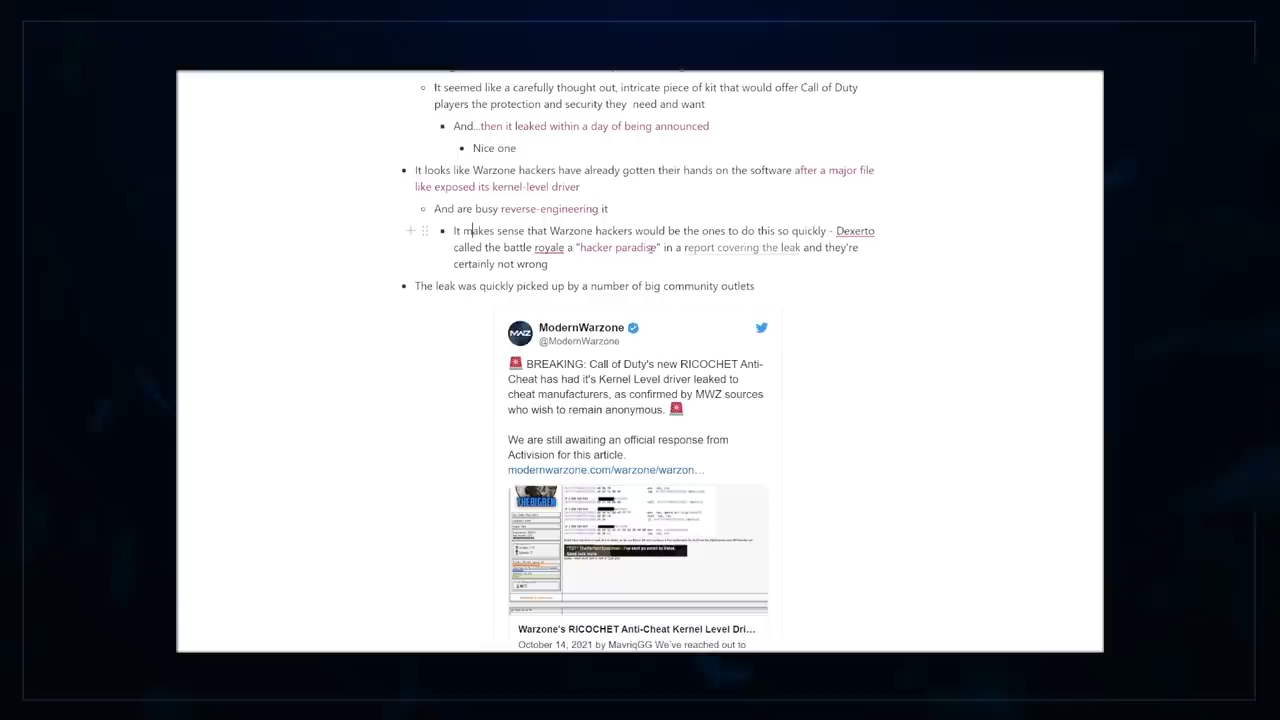 It seemed like a carefully thought out, intricate piece of kit that would offer Call of Duty
players the protection and security they need and want
And...then it leaked within a day of being announced
Nice one
It looks like Warzone hackers have already gotten their hands on the software after a major file
like exposed its kernel-level driver
And are busy reverse-engineering it
It makes sense that Warzone hackers would be the ones to do this so quickly - Dexerto
called the battle royale a "hacker paradise" in a report covering the leak and they're
certainly not wrong
The leak was quickly picked up by a number of big community outlets
MWZ
ModernWarzone
@ModernWarzone
BREAKING: Call of Duty's new RICOCHET Anti-
Cheat has had it's Kernel Level driver leaked to
cheat manufacturers, as confirmed by MWZ sources
who wish to remain anonymous.
We are still awaiting an official response from
Activision for this article.
modernwarzone.com/warzone/warzon…
Warzone's RICOCHET Anti-Cheat Kernel Level Dri...
October 14, 2021 by MavriqGG We've reached out to